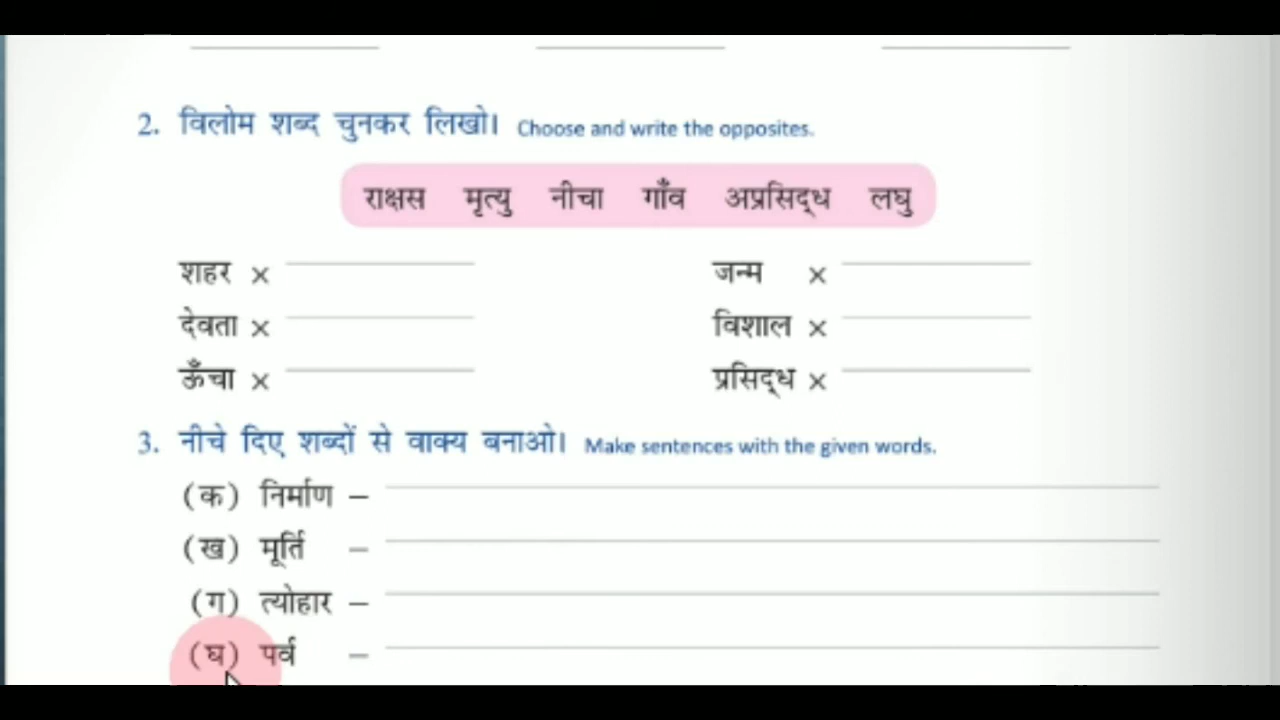 2. विलोम शब्द चुनकर लिखो। Choose and write the opposites.
राक्षस मृत्यु नीचा गाँव अप्रसिद्ध लघु
शहर × जन्म ×
देवता × विशाल ×
ऊँचा × प्रसिद्ध ×
3. नीचे दिए शब्दों से वाक्य बनाओ। Make sentences with the given words.
(क) निर्माण –
(ख) मूर्ति –
(ग) त्योहार –
(घ) पर्व –